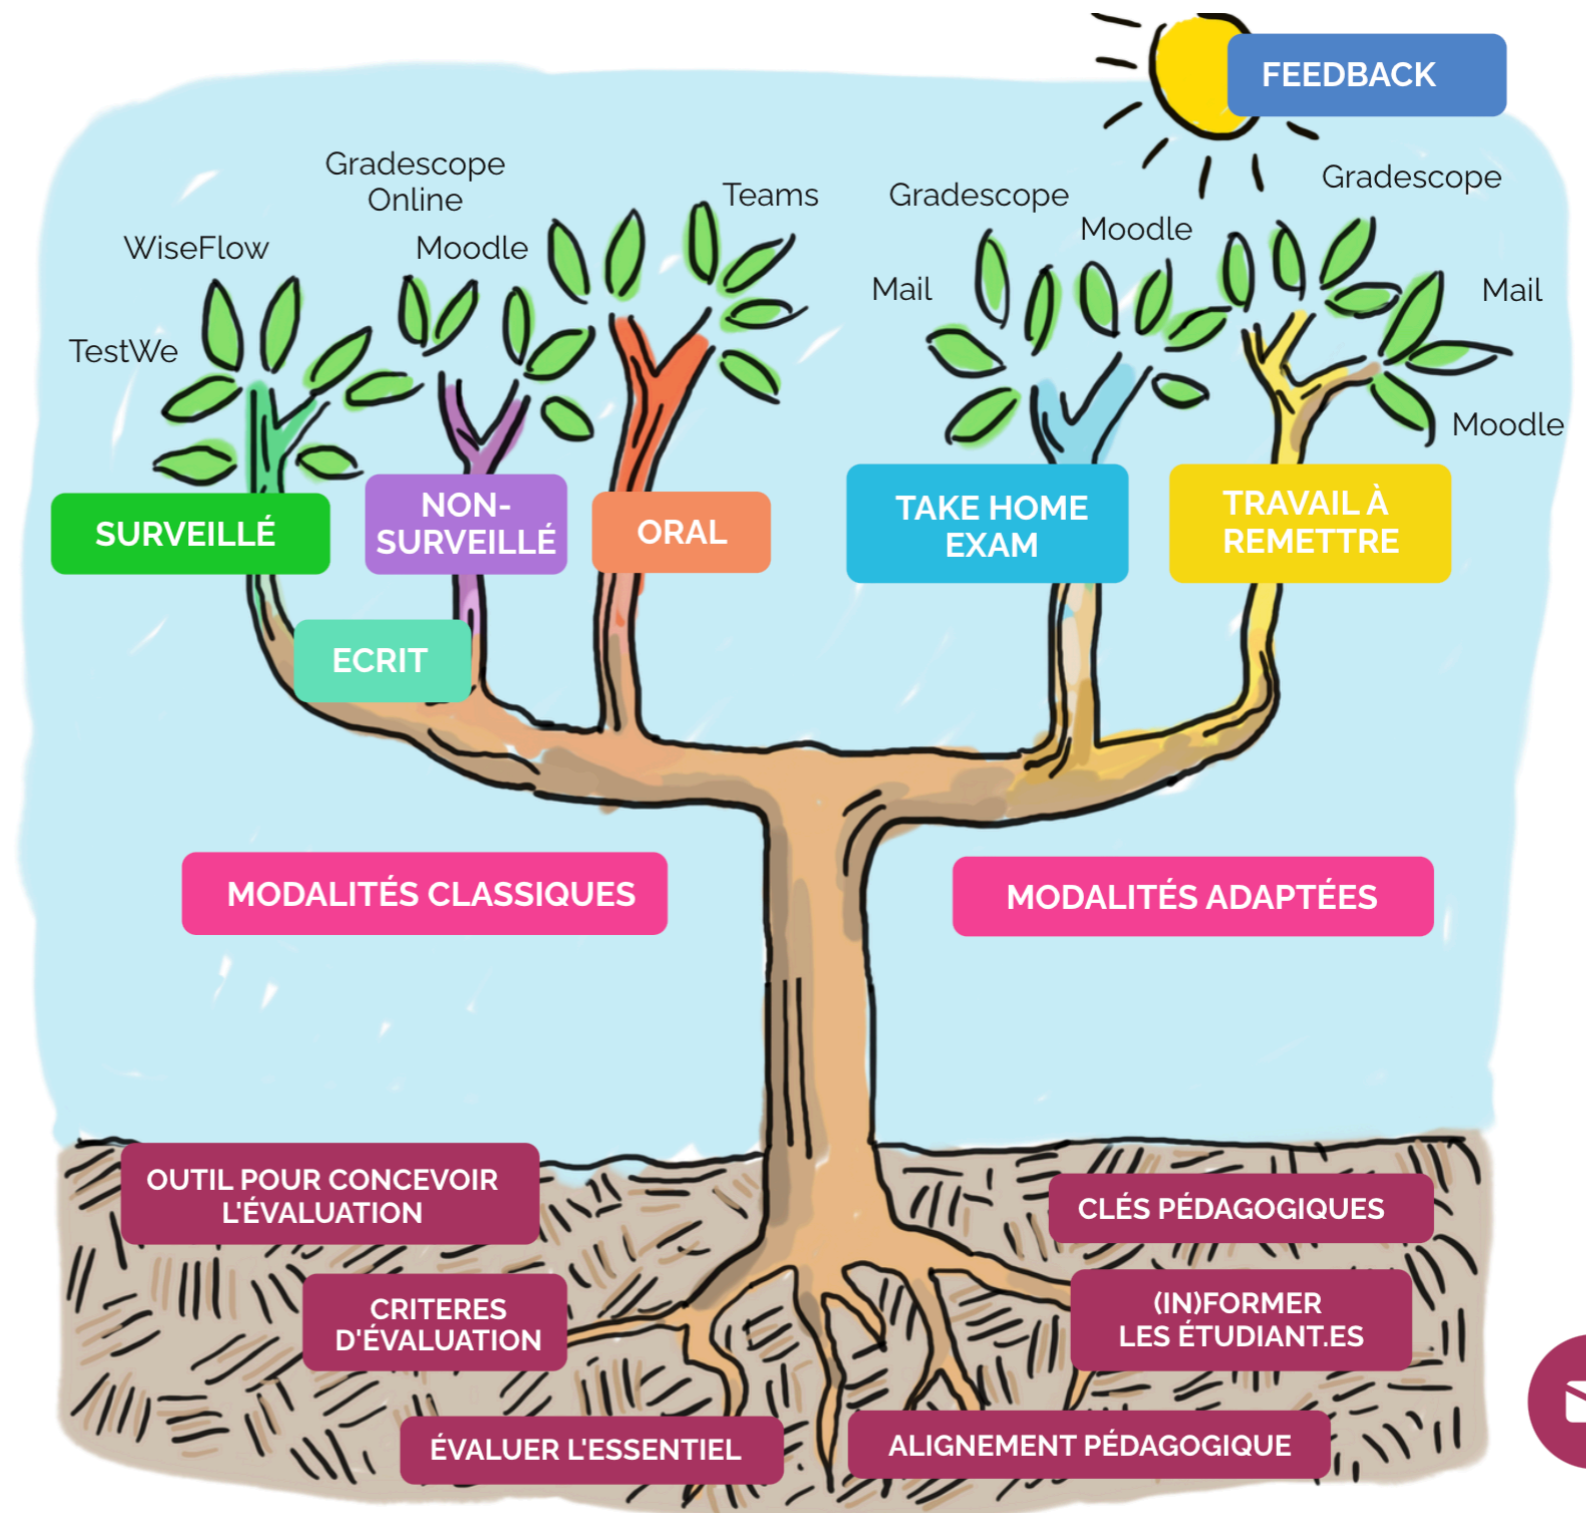 FEEDBACK
Gradescope
Online
WiseFlow
Moodle
TestWe
Teams
Gradescope
Moodle
Mail
Gradescope
Mail
Moodle
SURVEILLÉ
NON-
SURVEILLÉ
ORAL
TAKE HOME
EXAM
TRAVAIL À
REMETTRE
ECRIT
MODALITÉS CLASSIQUES
MODALITÉS ADAPTÉES
OUTIL POUR CONCEVOIR
L'ÉVALUATION
CLÉS PÉDAGOGIQUES
CRITERES
D'ÉVALUATION
(IN)FORMER
LES ÉTUDIANT.ES
ÉVALUER L'ESSENTIEL
ALIGNEMENT PÉDAGOGIQUE